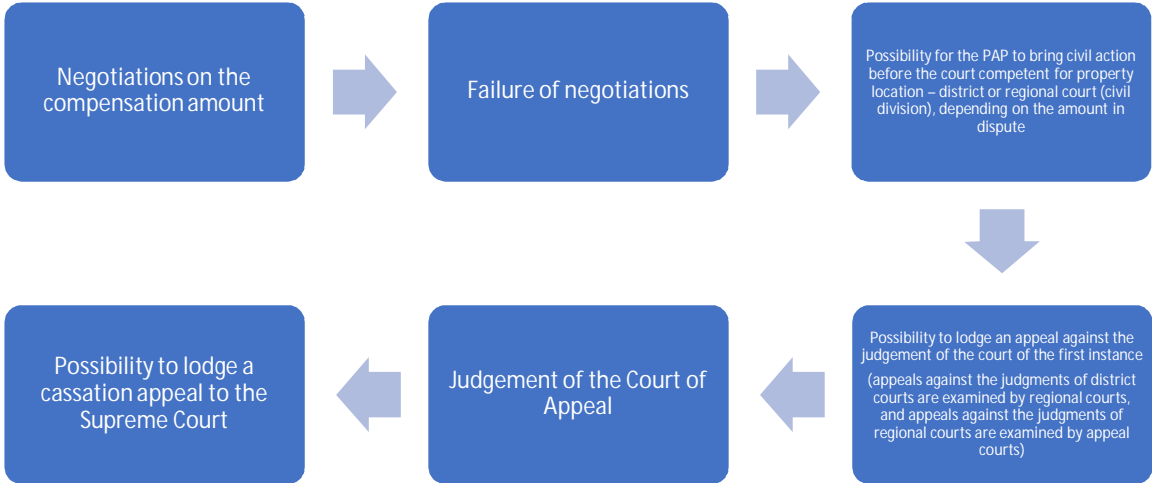 Negotiations on the
compensation amount
Failure of negotiations
Possibility for the PAP to bring civil action
before the court competent for property
location – district or regional court (civil
division), depending on the amount in
dispute
Possibility to lodge an appeal against the
judgement of the court of the first instance
(appeals against the judgments of district
courts are examined by regional courts,
and appeals against the judgments of
regional courts are examined by appeal
courts)
Judgement of the Court of
Appeal
Possibility to lodge a
cassation appeal to the
Supreme Court